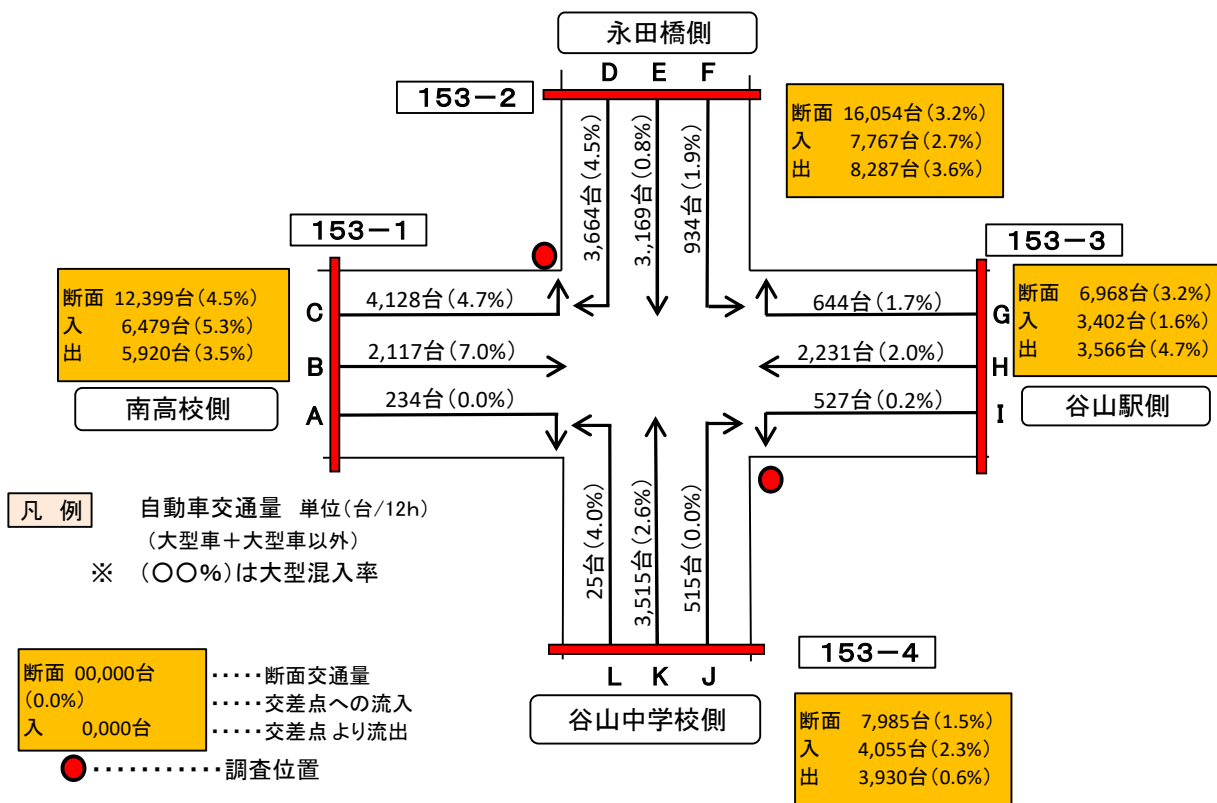 永田橋側
D E F
153-2
断面 16,054台(3.2%)
入 7,767台(2.7%)
出 8,287台(3.6%)
3,664台(4.5%)
3,169台(0.8%)
934台(1.9%)
153-1
153-3
断面 12,399台(4.5%)
入 6,479台(5.3%)
出 5,920台(3.5%)
南高校側
C 4,128台(4.7%)
B 2,117台(7.0%)
A 234台(0.0%)
644台(1.7%) G
2,231台(2.0%) H
527台(0.2%) I
断面 6,968台(3.2%)
入 3,402台(1.6%)
出 3,566台(4.7%)
谷山駅側
凡 例 自動車交通量 単位(台/12h)
(大型車+大型車以外)
※ (〇〇%)は大型混入率
25台(4.0%)
3,515台(2.6%)
515台(0.0%)
153-4
L K J
谷山中学校側
断面 7,985台(1.5%)
入 4,055台(2.3%)
出 3,930台(0.6%)
断面 00,000台
(0.0%)
入 0,000台
・・・・・断面交通量
・・・・・交差点への流入
・・・・・交差点より流出
・・・・・・・・・・・調査位置